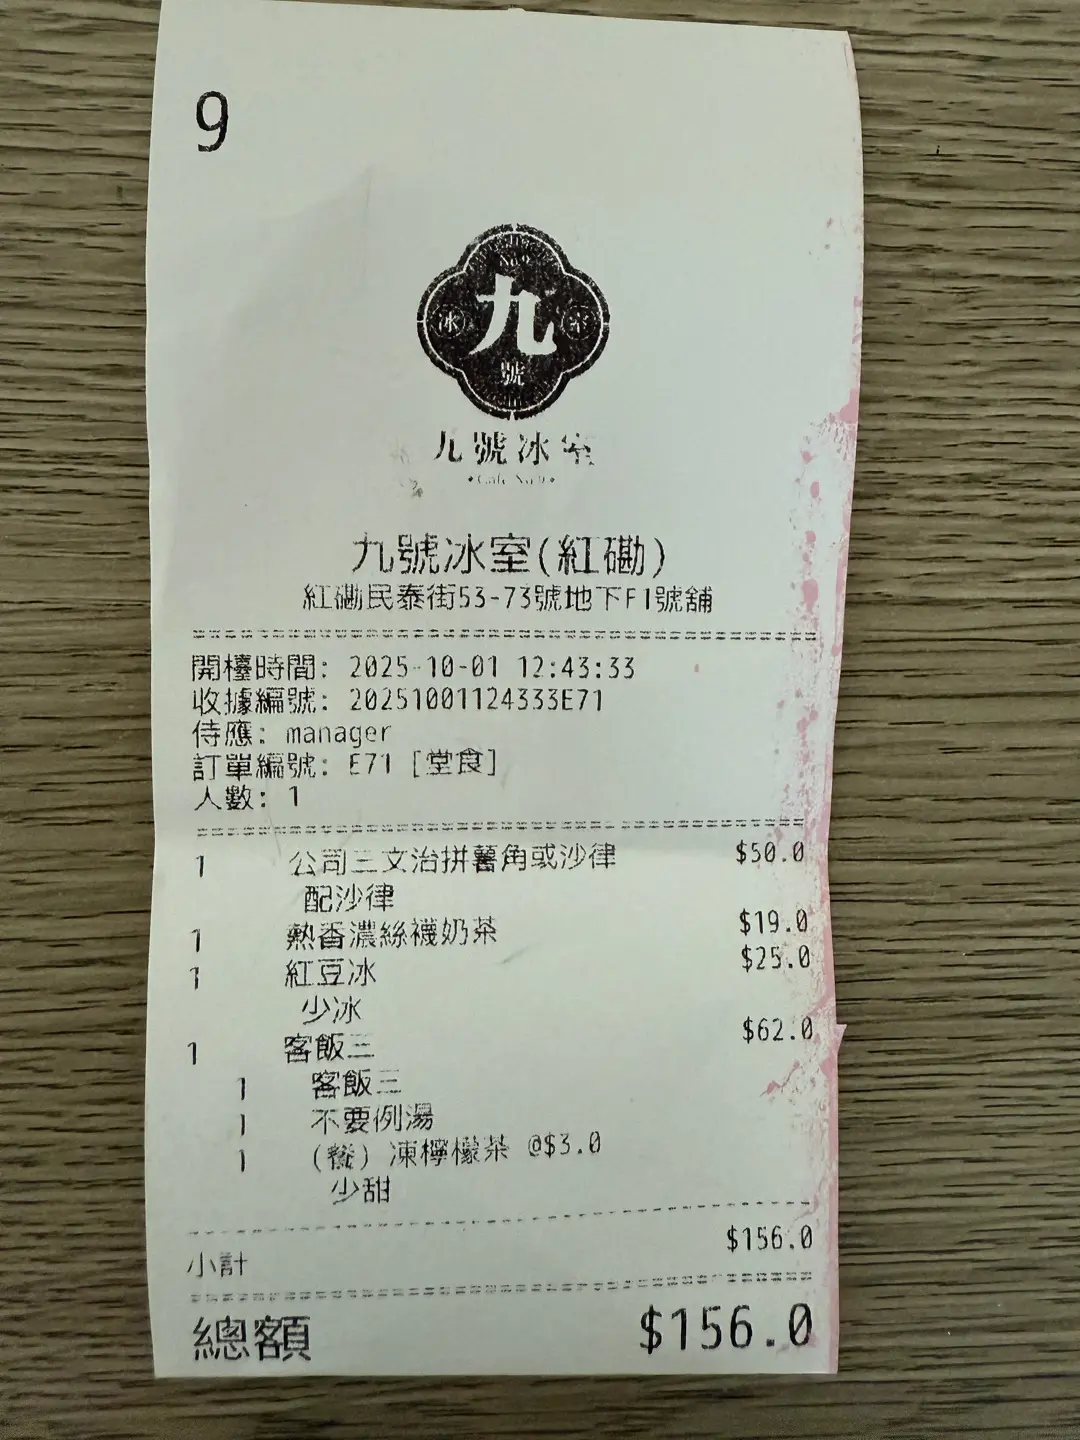 9
No.9
九
冰 室
號
九號冰室
Cafe No.9
九號冰室(紅磡)
紅磡民泰街53-73號地下F1號舖
開檯時間: 2025-10-01 12:43:33
收據編號: 20251001124333E71
侍應: manager
訂單編號: E71 [堂食]
人數: 1
1 公司三文治拼薯角或沙律 $50.0
配沙律
1 熱香濃絲襪奶茶 $19.0
1 紅豆冰 $25.0
少冰
1 客飯三 $62.0
1 客飯三
1 不要例湯
1 (餐) 凍檸檬茶 @$3.0
少甜
小計 $156.0
總額 $156.0